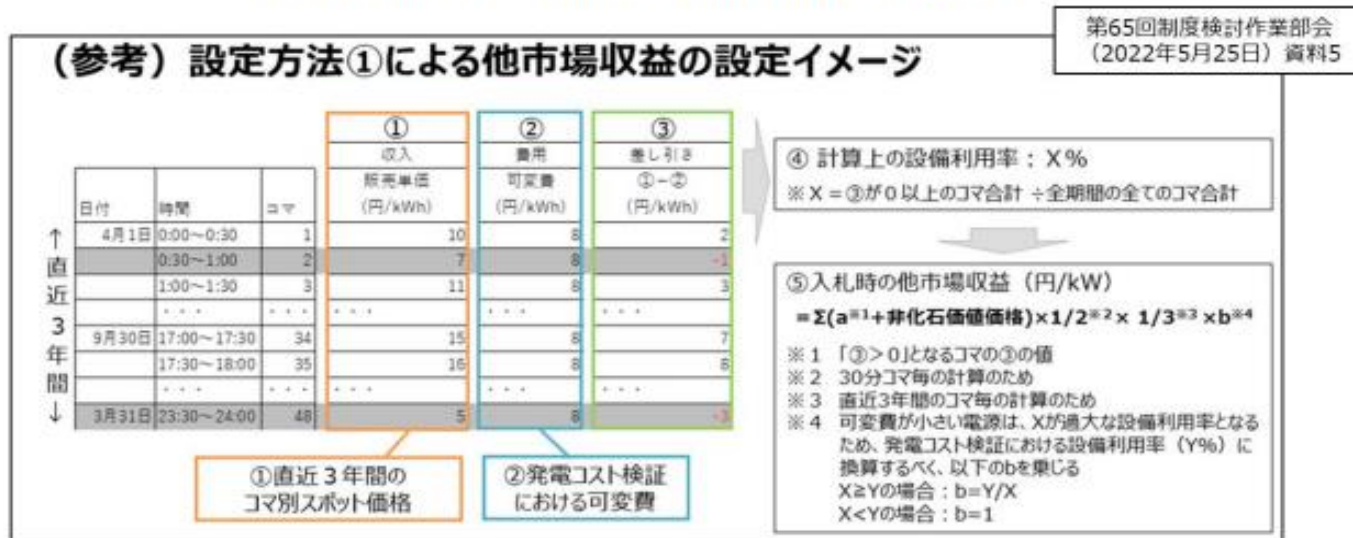 第65回制度検討作業部会
（2022年5月25日）資料5
（参考）設定方法①による他市場収益の設定イメージ
① ② ③
収入 費用 差し引き
販売単価 可変費 ①－②
日付 時間 コマ (円/kWh) (円/kWh) (円/kWh)
4月1日 0:00～0:30 1 10 8 2
0:30～1:00 2 7 8 -1
1:00～1:30 3 11 8 3
・・・ ・・・ ・・・ ・・・ ・・・
9月30日 17:00～17:30 34 15 8 7
17:30～18:00 35 16 8 8
・・・ ・・・ ・・・ ・・・ ・・・
3月31日 23:30～24:00 48 5 8 -3
↑直近3年間↓
①直近３年間の
コマ別スポット価格
②発電コスト検証
における可変費
④ 計算上の設備利用率：X％
※X＝③が０以上のコマ合計 ÷全期間の全てのコマ合計
⑤入札時の他市場収益（円/kW）
＝Σ(a※1＋非化石価値価格)×1/2※2× 1/3※3 ×b※4
※１ 「③＞0」となるコマの③の値
※２ 30分コマ毎の計算のため
※３ 直近3年間のコマ毎の計算のため
※４ 可変費が小さい電源は、Xが過大な設備利用率となる
ため、発電コスト検証における設備利用率（Y%）に
換算するべく、以下のbを乗じる
X≧Yの場合：b=Y/X
X<Yの場合：b=1